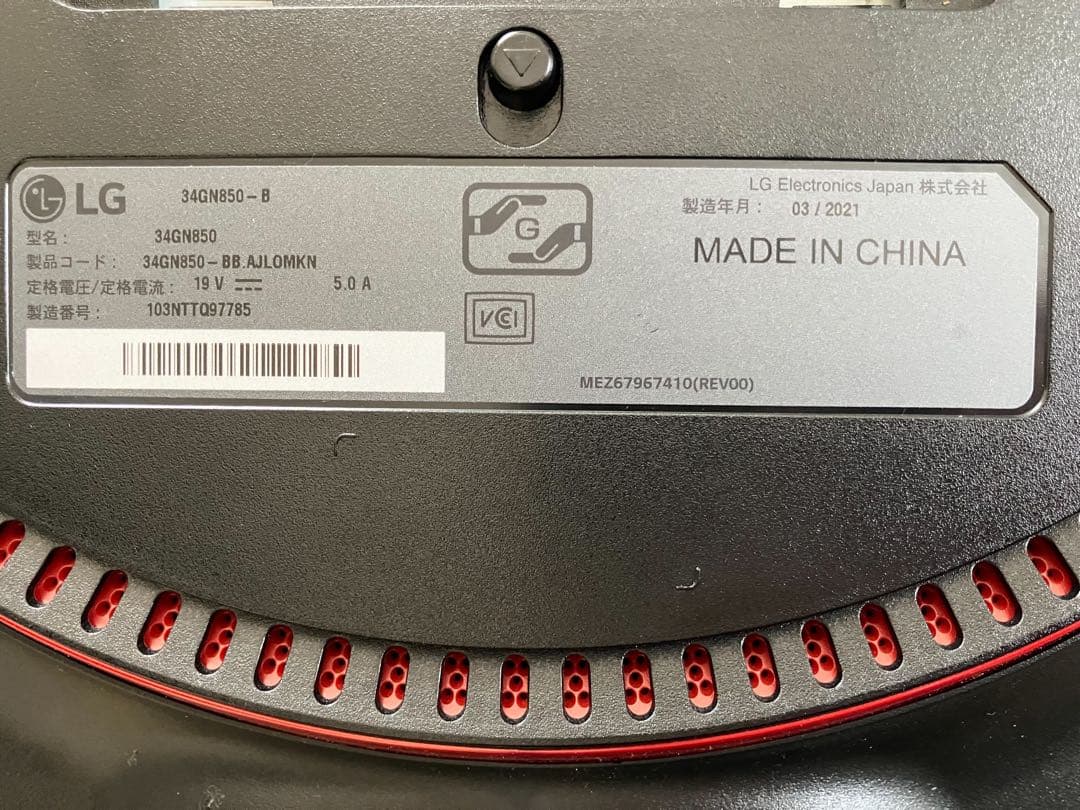 LG 34GN850-B
型名: 34GN850
製品コード: 34GN850-BB.AJLOMKN
定格電圧/定格電流: 19 V 5.0 A
製造番号: 103NTTQ97785
G
VCI
LG Electronics Japan 株式会社
製造年月: 03 / 2021
MADE IN CHINA
MEZ67967410(REV00)